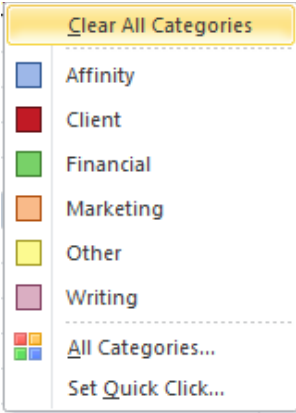 Clear All Categories
Affinity
Client
Financial
Marketing
Other
Writing
All Categories...
Set Quick Click...